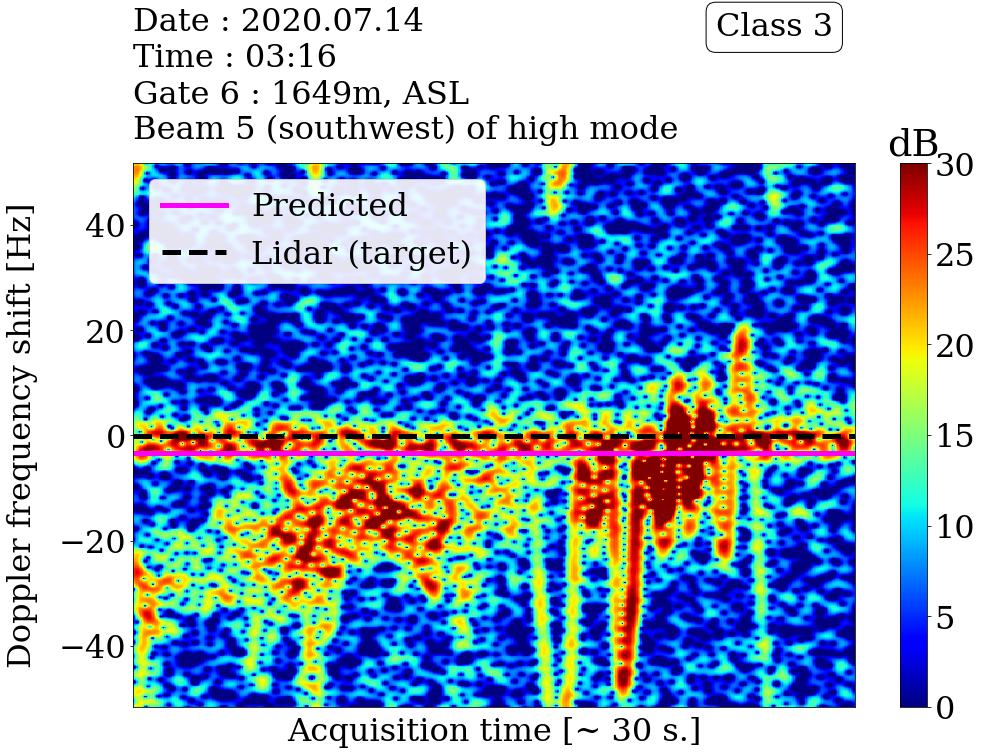 Date : 2020.07.14
Time : 03:16
Gate 6 : 1649m, ASL
Beam 5 (southwest) of high mode
Class 3
dB
Predicted
Lidar (target)
Doppler frequency shift [Hz]
40
20
0
−20
−40
Acquisition time [~ 30 s.]
30
25
20
15
10
5
0